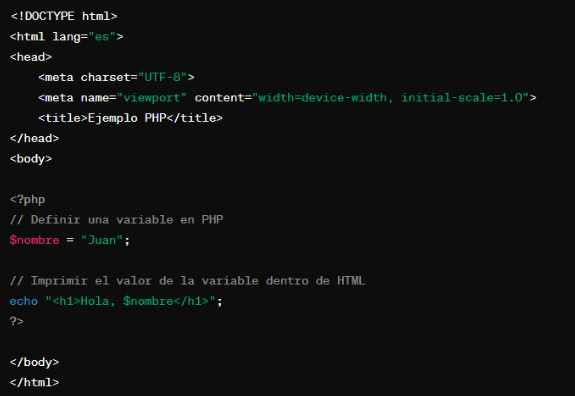 <!DOCTYPE html>
<html lang="es">
<head>
    <meta charset="UTF-8">
    <meta name="viewport" content="width=device-width, initial-scale=1.0">
    <title>Ejemplo PHP</title>
</head>
<body>

<?php
// Definir una variable en PHP
$nombre = "Juan";

// Imprimir el valor de la variable dentro de HTML
echo "<h1>Hola, $nombre</h1>";
?>

</body>
</html>